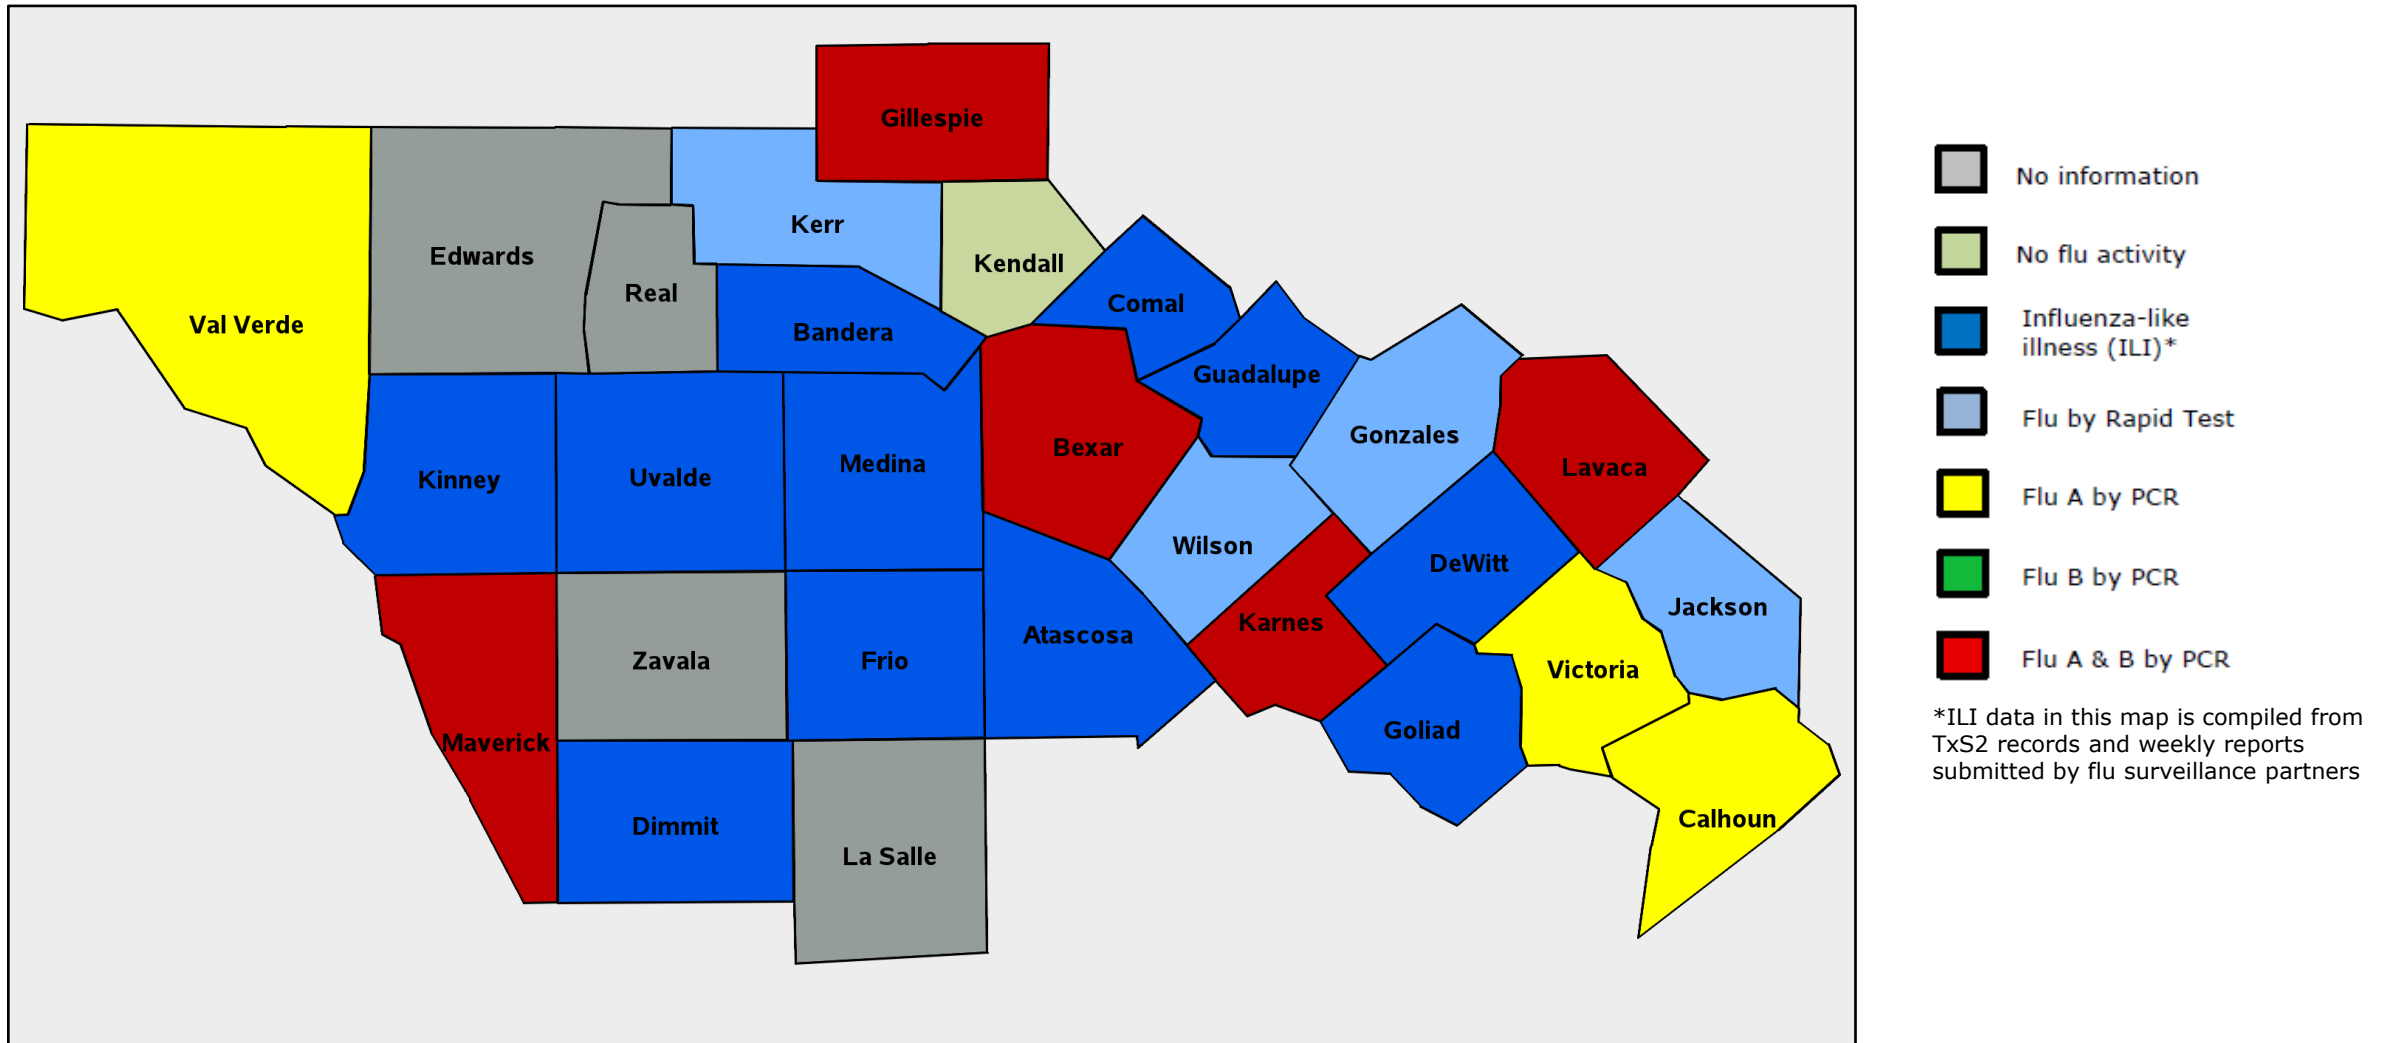 Gillespie
Kerr
Edwards
Kendall
Real
Comal
Val Verde
Bandera
Guadalupe
Gonzales
Bexar
Medina
Lavaca
Uvalde
Kinney
Wilson
DeWitt
Jackson
Karnes
Atascosa
Zavala
Frio
Victoria
Goliad
Maverick
Calhoun
Dimmit
La Salle
No information
No flu activity
Influenza-like
illness (ILI)*
Flu by Rapid Test
Flu A by PCR
Flu B by PCR
Flu A & B by PCR
*ILI data in this map is compiled from
TxS2 records and weekly reports
submitted by flu surveillance partners